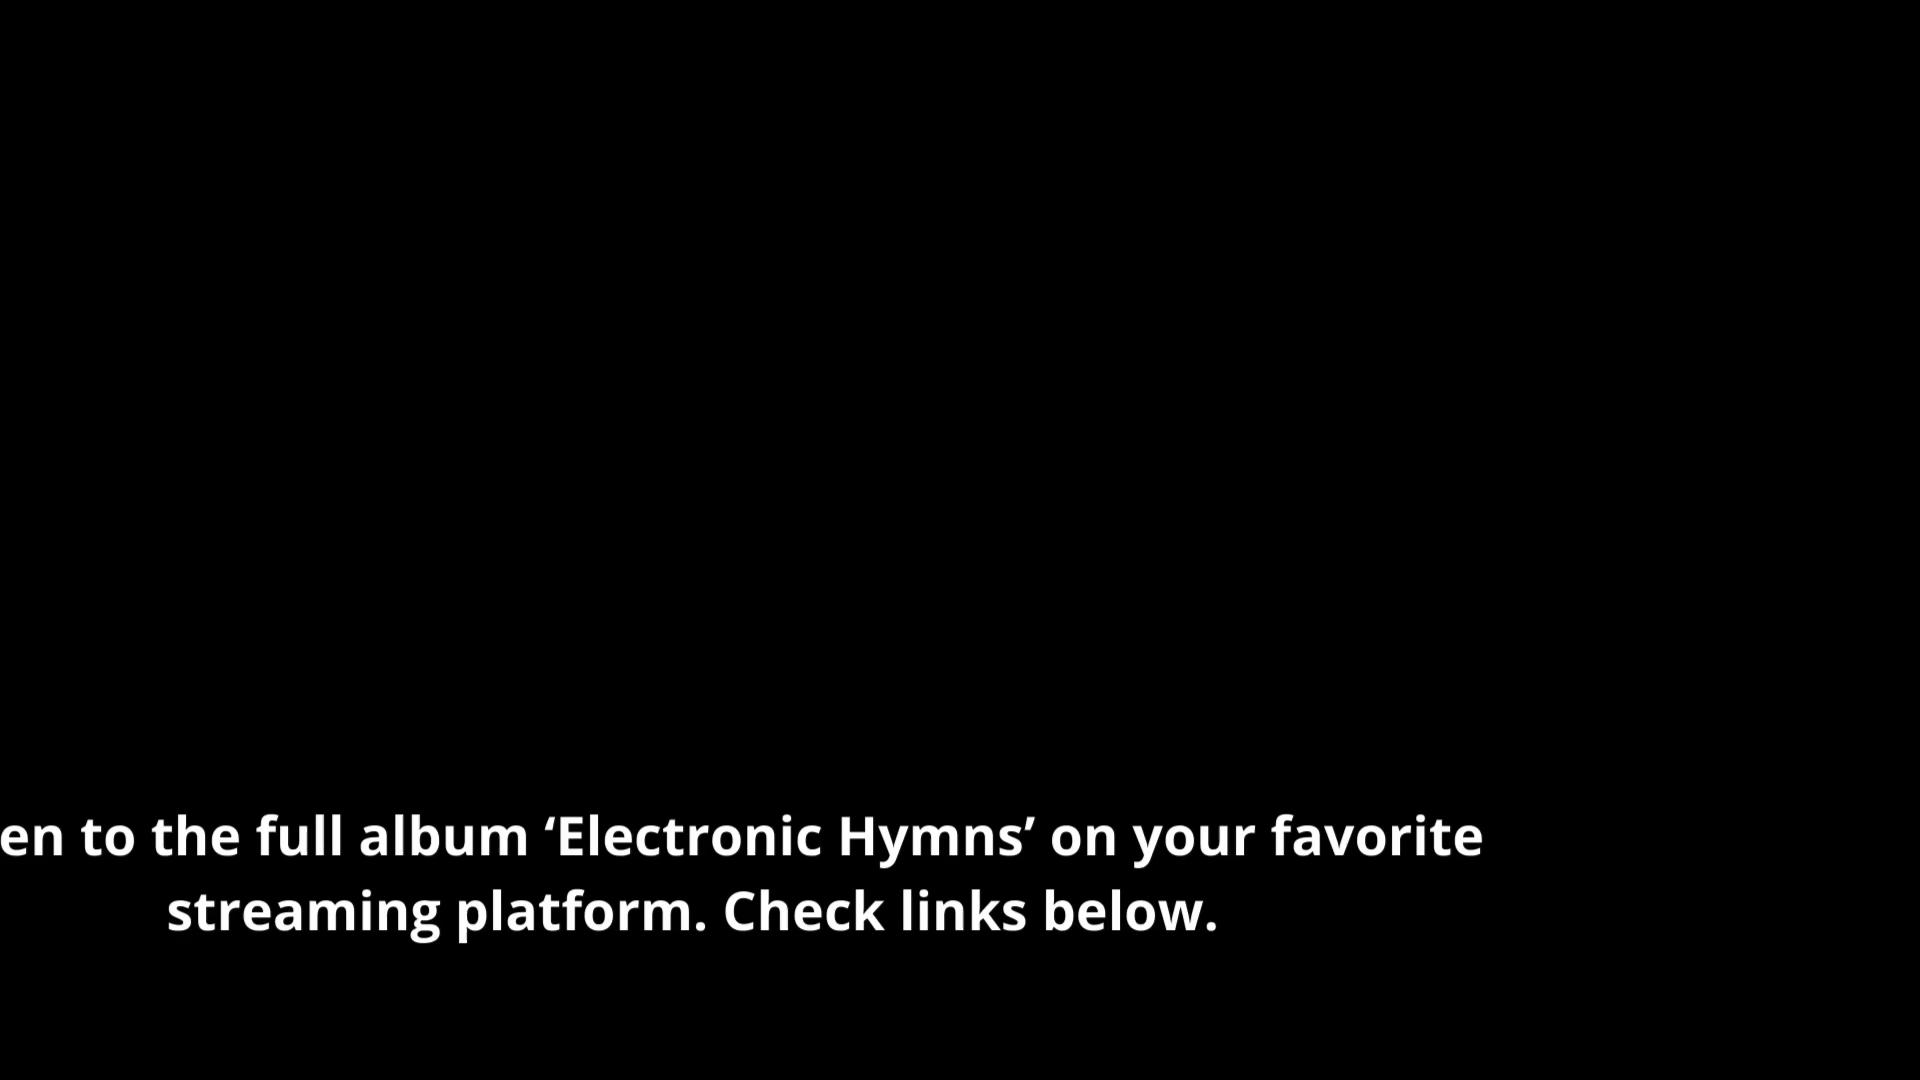 en to the full album ‘Electronic Hymns’ on your favorite
streaming platform. Check links below.